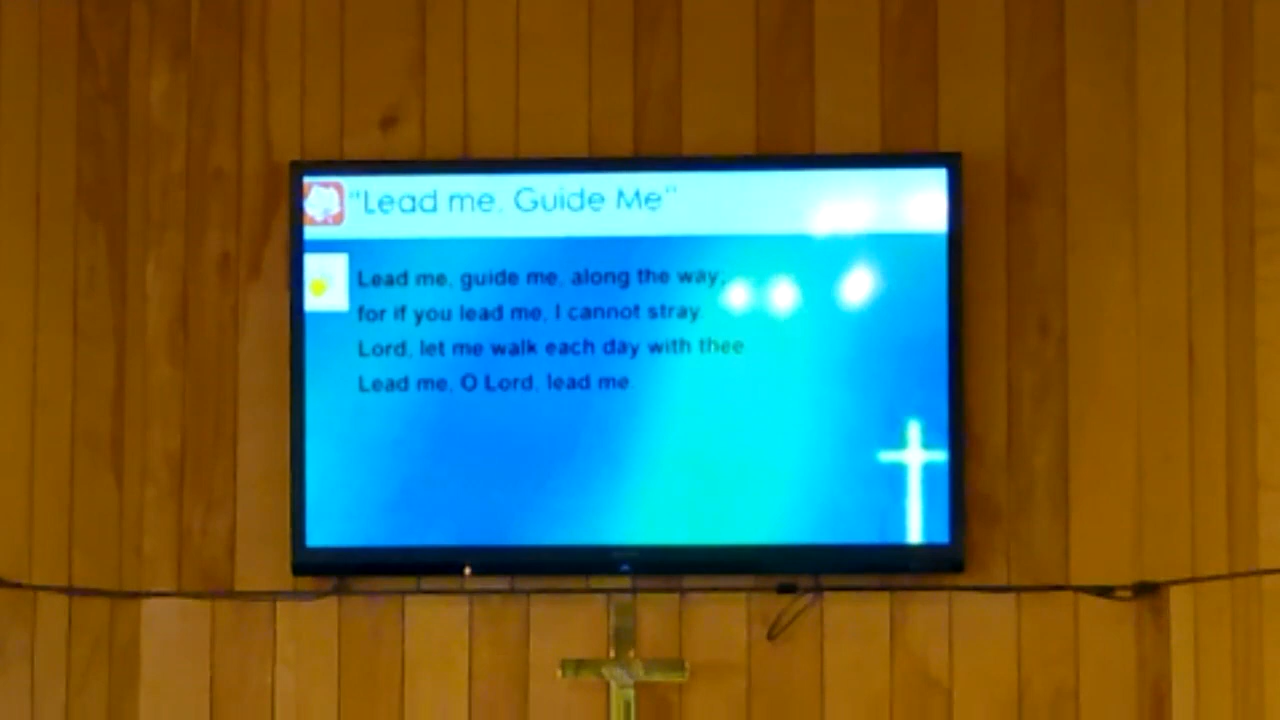 "Lead me, Guide Me"
Lead me, guide me, along the way;
for if you lead me, I cannot stray.
Lord, let me walk each day with thee.
Lead me, O Lord, lead me.